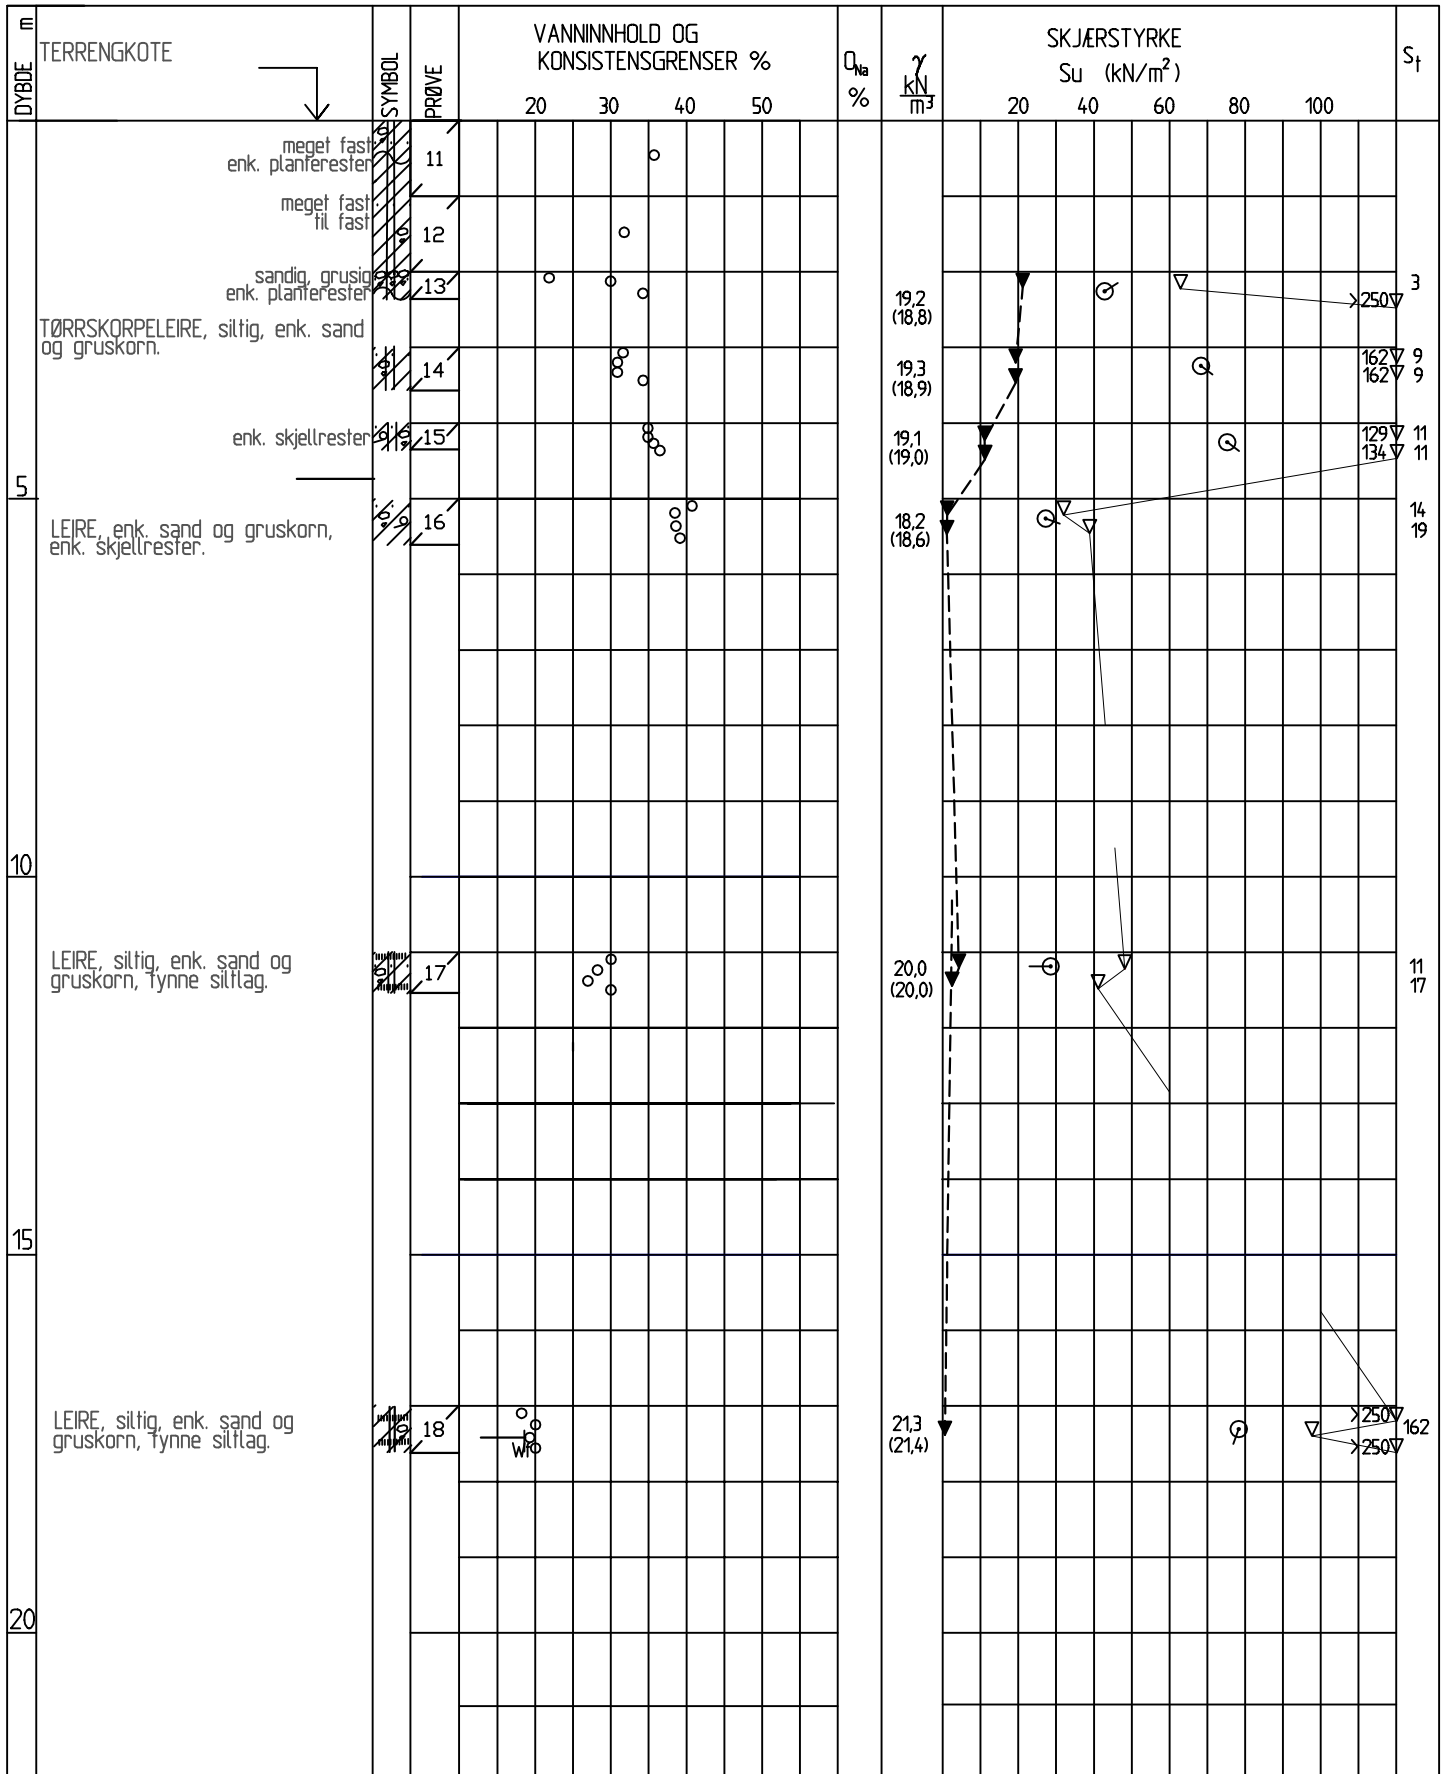 DYBDE m
TERRENGKOTE
SYMBOL
PRØVE
VANNINNHOLD OG
KONSISTENSGRENSER %
20 30 40 50
O Na
%
γ
kN
m³
SKJÆRSTYRKE
Su (kN/m²)
20 40 60 80 100
St
meget fast
enk. planterester
11
meget fast
til fast
12
sandig, grusig
enk. planterester
13
19,2
(18,8)
>250
3
TØRRSKORPELEIRE, siltig, enk. sand
og gruskorn.
14
19,3
(18,9)
162 9
162 9
enk. skjellrester
15
19,1
(19,0)
129 11
134 11
5
LEIRE, enk. sand og gruskorn,
enk. skjellrester.
16
18,2
(18,6)
14
19
10
LEIRE, siltig, enk. sand og
gruskorn, tynne siltlag.
17
20,0
(20,0)
11
17
15
LEIRE, siltig, enk. sand og
gruskorn, tynne siltlag.
18
Wf
21,3
(21,4)
>250
162
>250
20